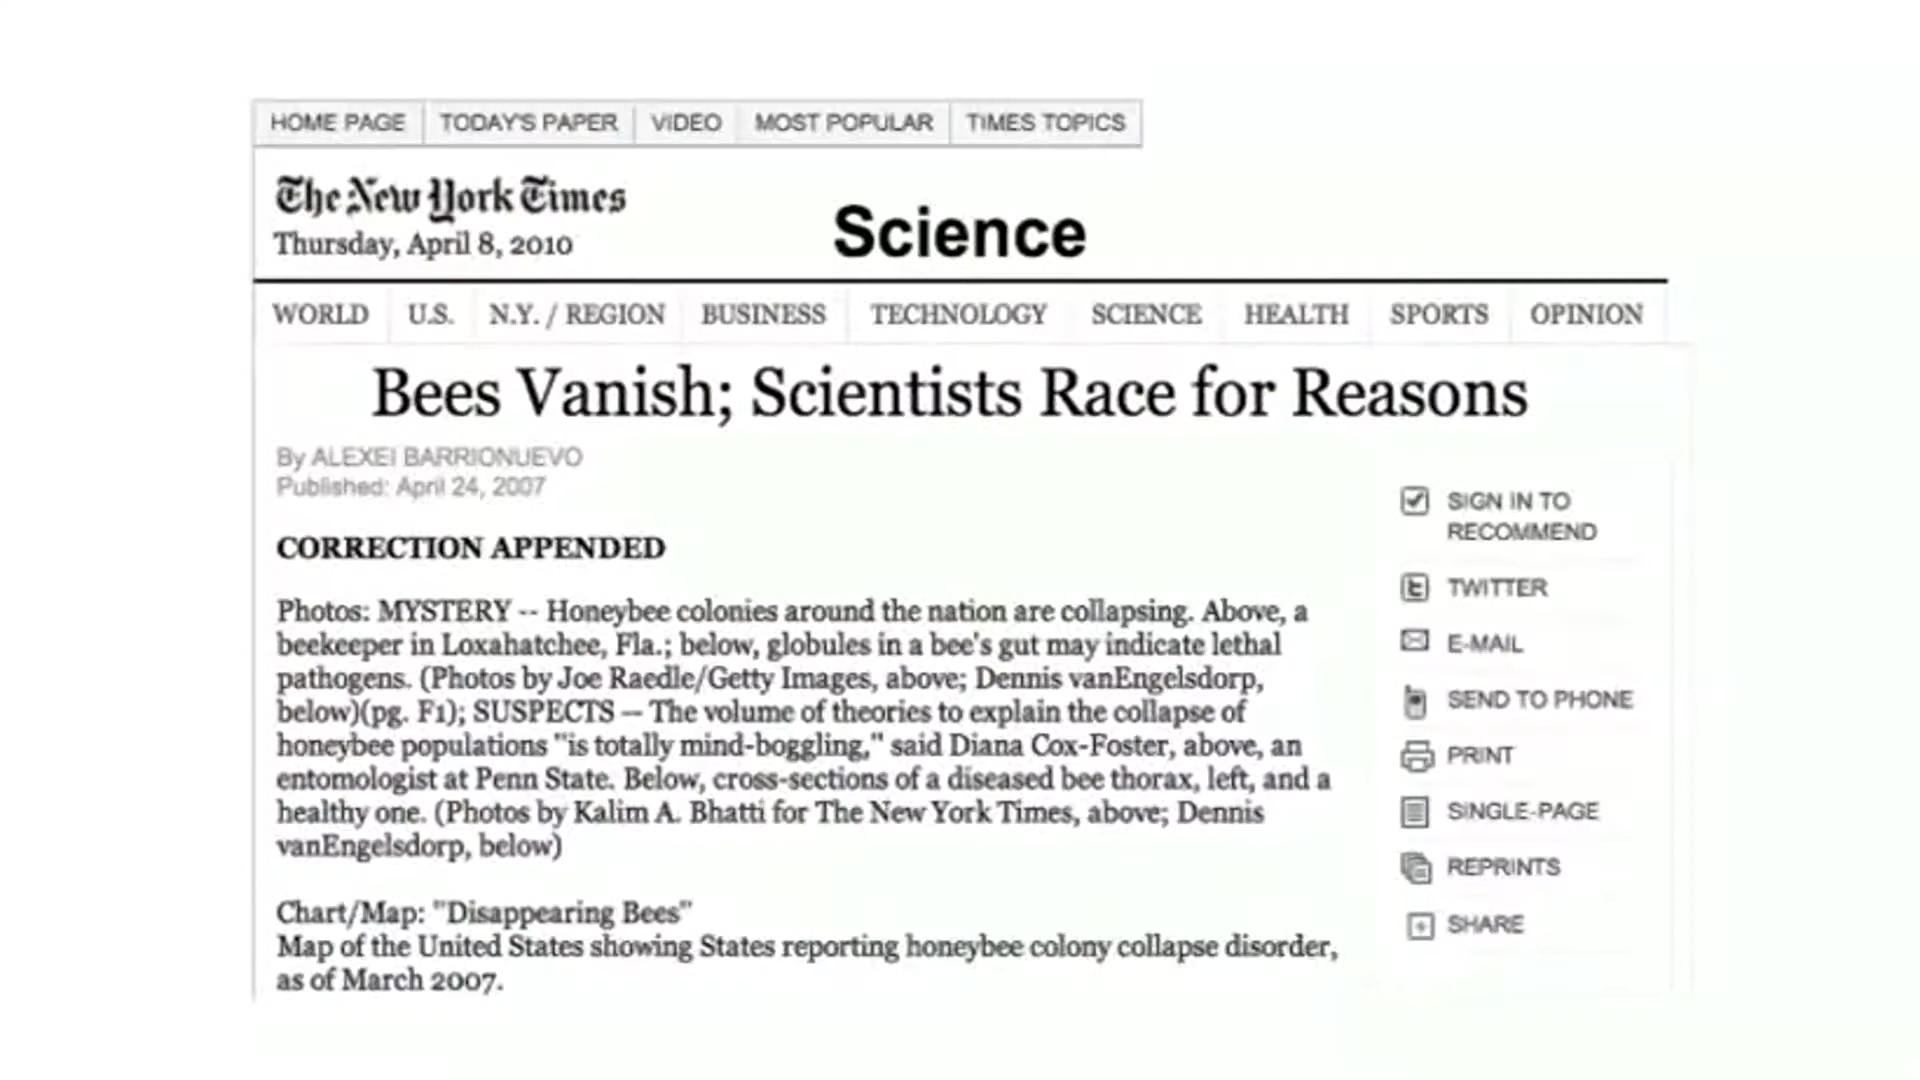 HOME PAGE TODAY'S PAPER VIDEO MOST POPULAR TIMES TOPICS
The New York Times
Thursday, April 8, 2010
Science
WORLD U.S. N.Y. / REGION BUSINESS TECHNOLOGY SCIENCE HEALTH SPORTS OPINION
Bees Vanish; Scientists Race for Reasons
By ALEXEI BARRIONUEVO
Published: April 24, 2007
CORRECTION APPENDED
Photos: MYSTERY -- Honeybee colonies around the nation are collapsing. Above, a
beekeeper in Loxahatchee, Fla.; below, globules in a bee's gut may indicate lethal
pathogens. (Photos by Joe Raedle/Getty Images, above; Dennis vanEngelsdorp,
below)(pg. F1); SUSPECTS -- The volume of theories to explain the collapse of
honeybee populations "is totally mind-boggling," said Diana Cox-Foster, above, an
entomologist at Penn State. Below, cross-sections of a diseased bee thorax, left, and a
healthy one. (Photos by Kalim A. Bhatti for The New York Times, above; Dennis
vanEngelsdorp, below)
Chart/Map: "Disappearing Bees"
Map of the United States showing States reporting honeybee colony collapse disorder,
as of March 2007.
SIGN IN TO
RECOMMEND
TWITTER
E-MAIL
SEND TO PHONE
PRINT
SINGLE-PAGE
REPRINTS
SHARE